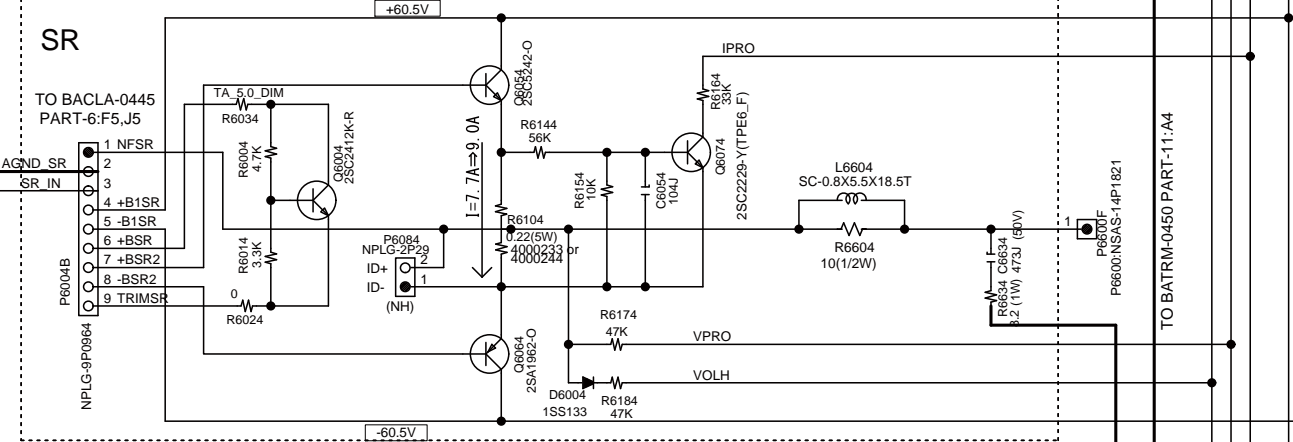 +60.5V
SR
TO BACLA-0445
PART-6:F5,J5
TA_5.0_DIM
R6034
1 NFSR
AGND_SR
2
SR_IN
3
4 +B1SR
5 -B1SR
6 +BSR
7 +BSR2
8 -BSR2
9 TRIMSR
P6004B
NPLG-9P0964
R6004
4.7K
Q6004
2SC2412K-R
R6014
3.3K
0
R6024
P6084
NPLG-2P29
ID+
2
ID-
1
(NH)
Q6054
2SC5242-O
I=7.7A⇒9.0A
R6144
56K
R6104
0.22(5W)
4000233 or
4000244
Q6064
2SA1962-O
R6154
10K
C6054
104J
IPRO
R6164
33K
Q6074
2SC2229-Y(TPE6_F)
R6174
47K
VPRO
VOLH
D6004
1SS133
R6184
47K
L6604
SC-0.8X5.5X18.5T
R6604
10(1/2W)
C6634
473J (50V)
R6634
8.2 (1W)
1
P6600F
P6600:NSAS-14P1821
TO BATRM-0450 PART-11:A4
-60.5V